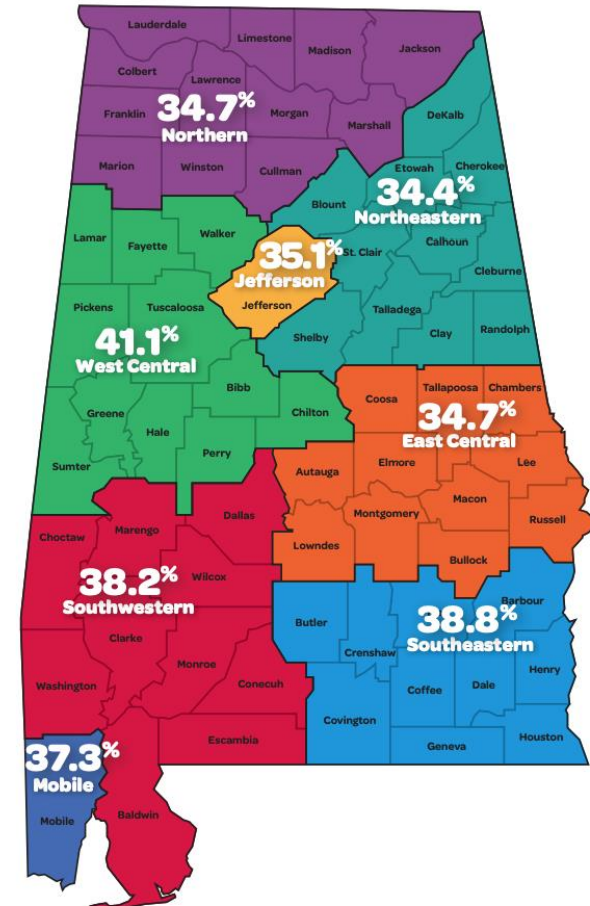 Lauderdale
Limestone
Madison
Jackson
Colbert
Lawrence
Franklin
Morgan
Marshall
34.7%
Northern
Marion
Winston
Cullman
DeKalb
Etowah
Cherokee
34.4%
Northeastern
Blount
St. Clair
Calhoun
Cleburne
Talladega
Clay
Randolph
Shelby
35.1%
Jefferson
Jefferson
Lamar
Fayette
Walker
Pickens
Tuscaloosa
41.1%
West Central
Bibb
Greene
Hale
Chilton
Sumter
Perry
Coosa
Tallapoosa
Chambers
34.7%
East Central
Autauga
Elmore
Lee
Macon
Montgomery
Russell
Lowndes
Bullock
Choctaw
Marengo
Dallas
38.2%
Southwestern
Wilcox
Clarke
Monroe
Washington
Conecuh
Escambia
Baldwin
Butler
Barbour
38.8%
Southeastern
Crenshaw
Henry
Coffee
Dale
Covington
Geneva
Houston
37.3%
Mobile
Mobile